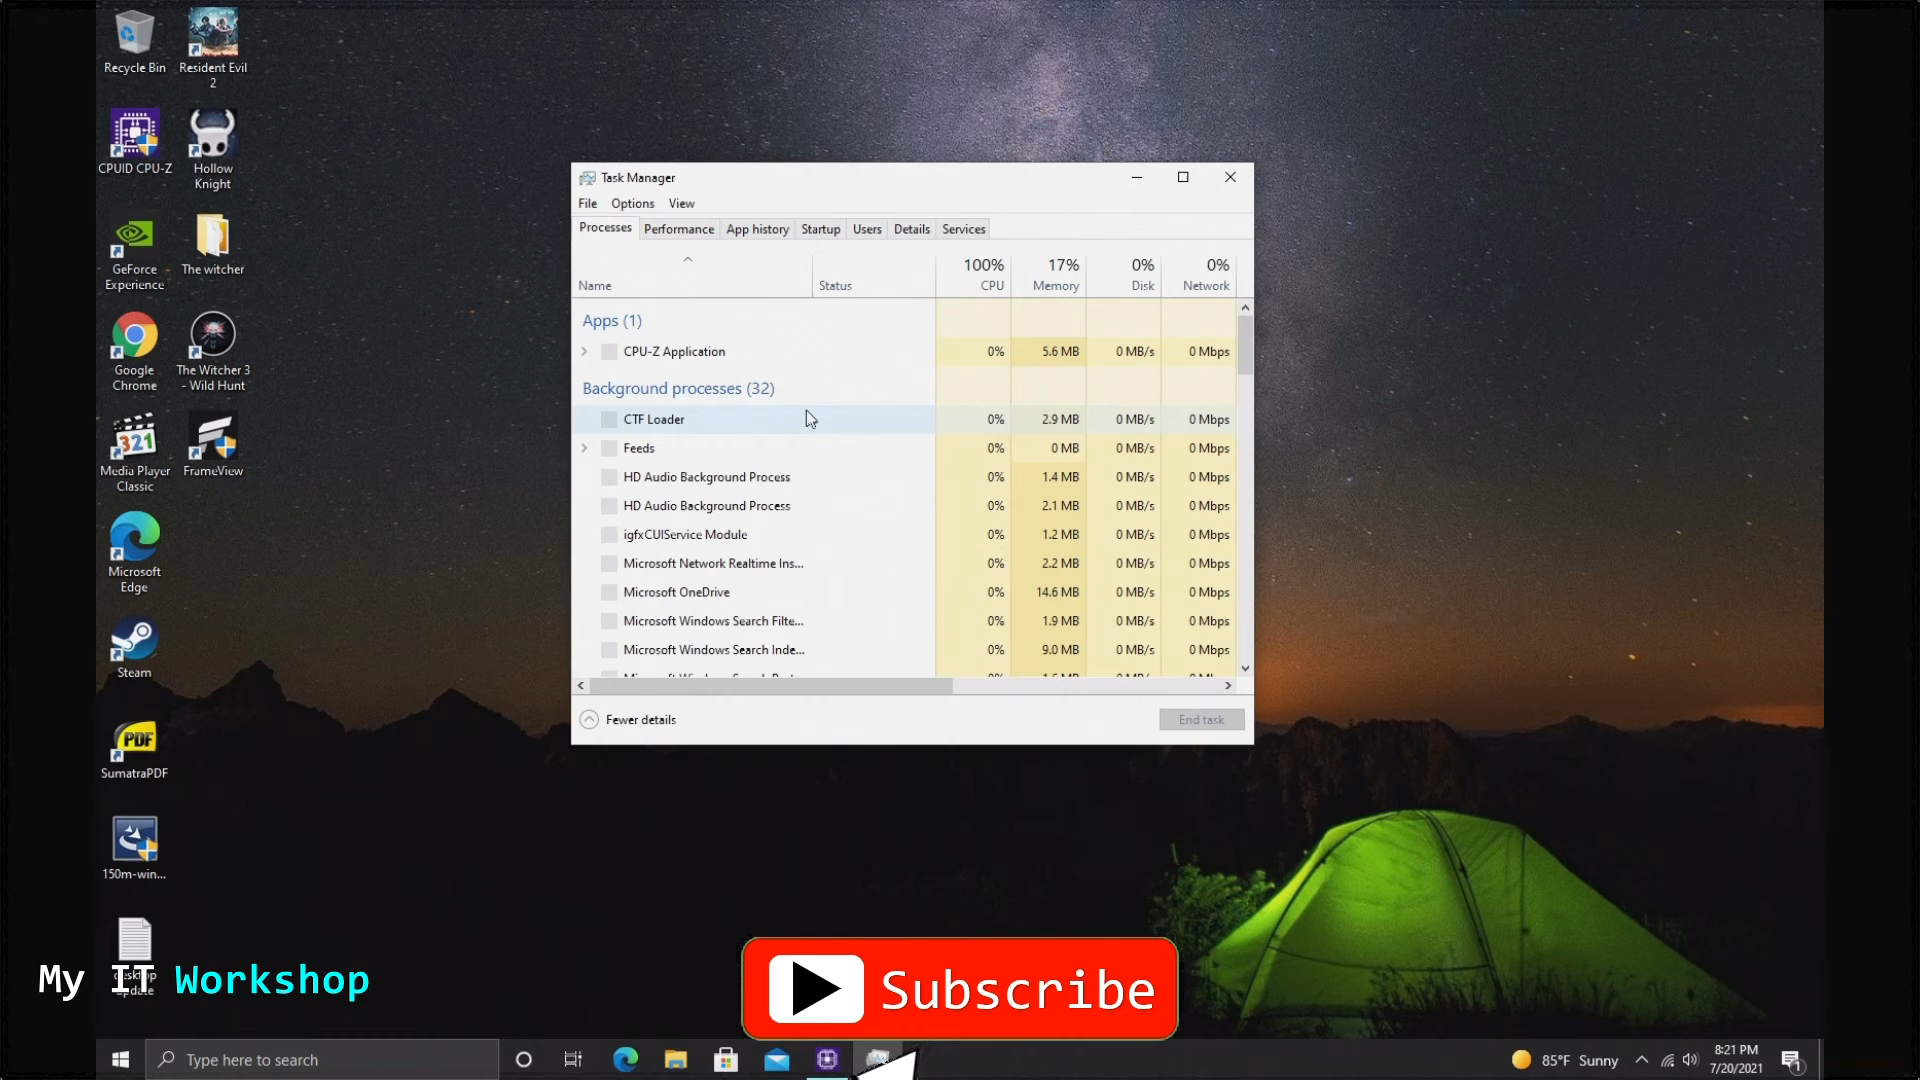 Recycle Bin
Resident Evil
2
CPUID CPU-Z
Hollow
Knight
GeForce
Experience
The witcher
Google
Chrome
The Witcher 3
- Wild Hunt
321
Media Player
Classic
FrameView
Microsoft
Edge
Steam
PDF
SumatraPDF
150m-win...
My IT Workshop
Task Manager
File Options View
Processes Performance App history Startup Users Details Services
100% 17% 0% 0%
Name Status CPU Memory Disk Network
Apps (1)
CPU-Z Application 0% 5.6 MB 0 MB/s 0 Mbps
Background processes (32)
CTF Loader 0% 2.9 MB 0 MB/s 0 Mbps
Feeds 0% 0 MB 0 MB/s 0 Mbps
HD Audio Background Process 0% 1.4 MB 0 MB/s 0 Mbps
HD Audio Background Process 0% 2.1 MB 0 MB/s 0 Mbps
igfxCUIService Module 0% 1.2 MB 0 MB/s 0 Mbps
Microsoft Network Realtime Ins... 0% 2.2 MB 0 MB/s 0 Mbps
Microsoft OneDrive 0% 14.6 MB 0 MB/s 0 Mbps
Microsoft Windows Search Filte... 0% 1.9 MB 0 MB/s 0 Mbps
Microsoft Windows Search Inde... 0% 9.0 MB 0 MB/s 0 Mbps
Fewer details End task
Subscribe
Type here to search
85°F Sunny
8:21 PM
7/20/2021
1